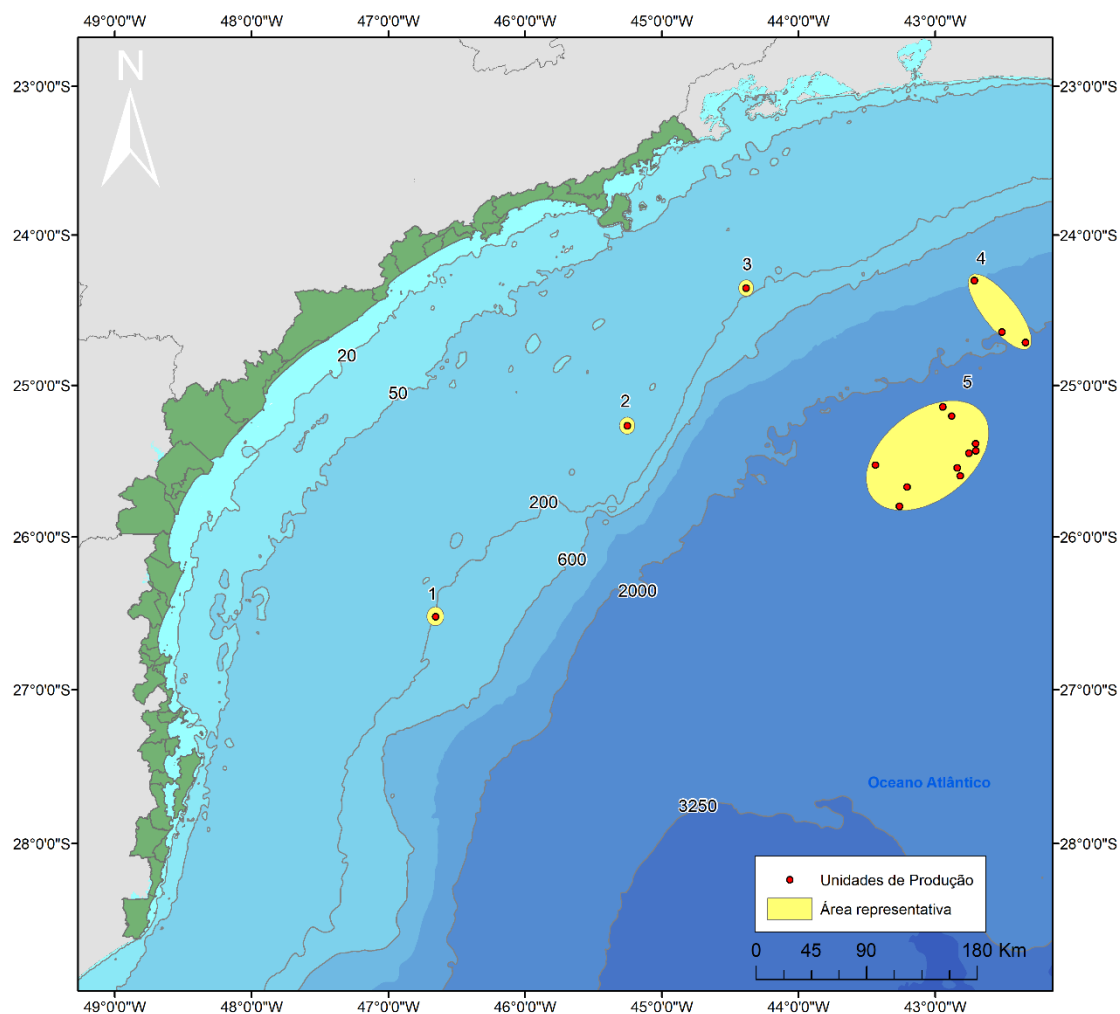 49°0'0"W 48°0'0"W 47°0'0"W 46°0'0"W 45°0'0"W 44°0'0"W 43°0'0"W
N
23°0'0"S 23°0'0"S
24°0'0"S 24°0'0"S
3
4
20
25°0'0"S 25°0'0"S
50
5
2
200
26°0'0"S 26°0'0"S
600
2000
1
27°0'0"S 27°0'0"S
Oceano Atlântico
3250
28°0'0"S 28°0'0"S
Unidades de Produção
Área representativa
0 45 90 180 Km
49°0'0"W 48°0'0"W 47°0'0"W 46°0'0"W 45°0'0"W 44°0'0"W 43°0'0"W